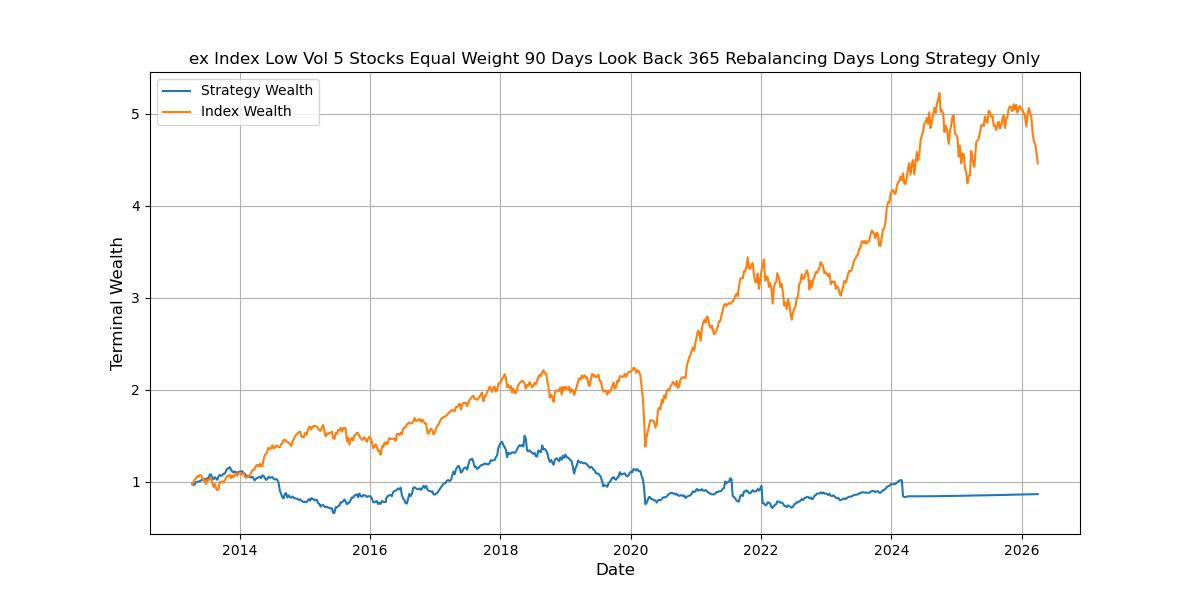 ex Index Low Vol 5 Stocks Equal Weight 90 Days Look Back 365 Rebalancing Days Long Strategy Only
Strategy Wealth
Index Wealth
Terminal Wealth
5
4
3
2
1
2014 2016 2018 2020 2022 2024 2026
Date